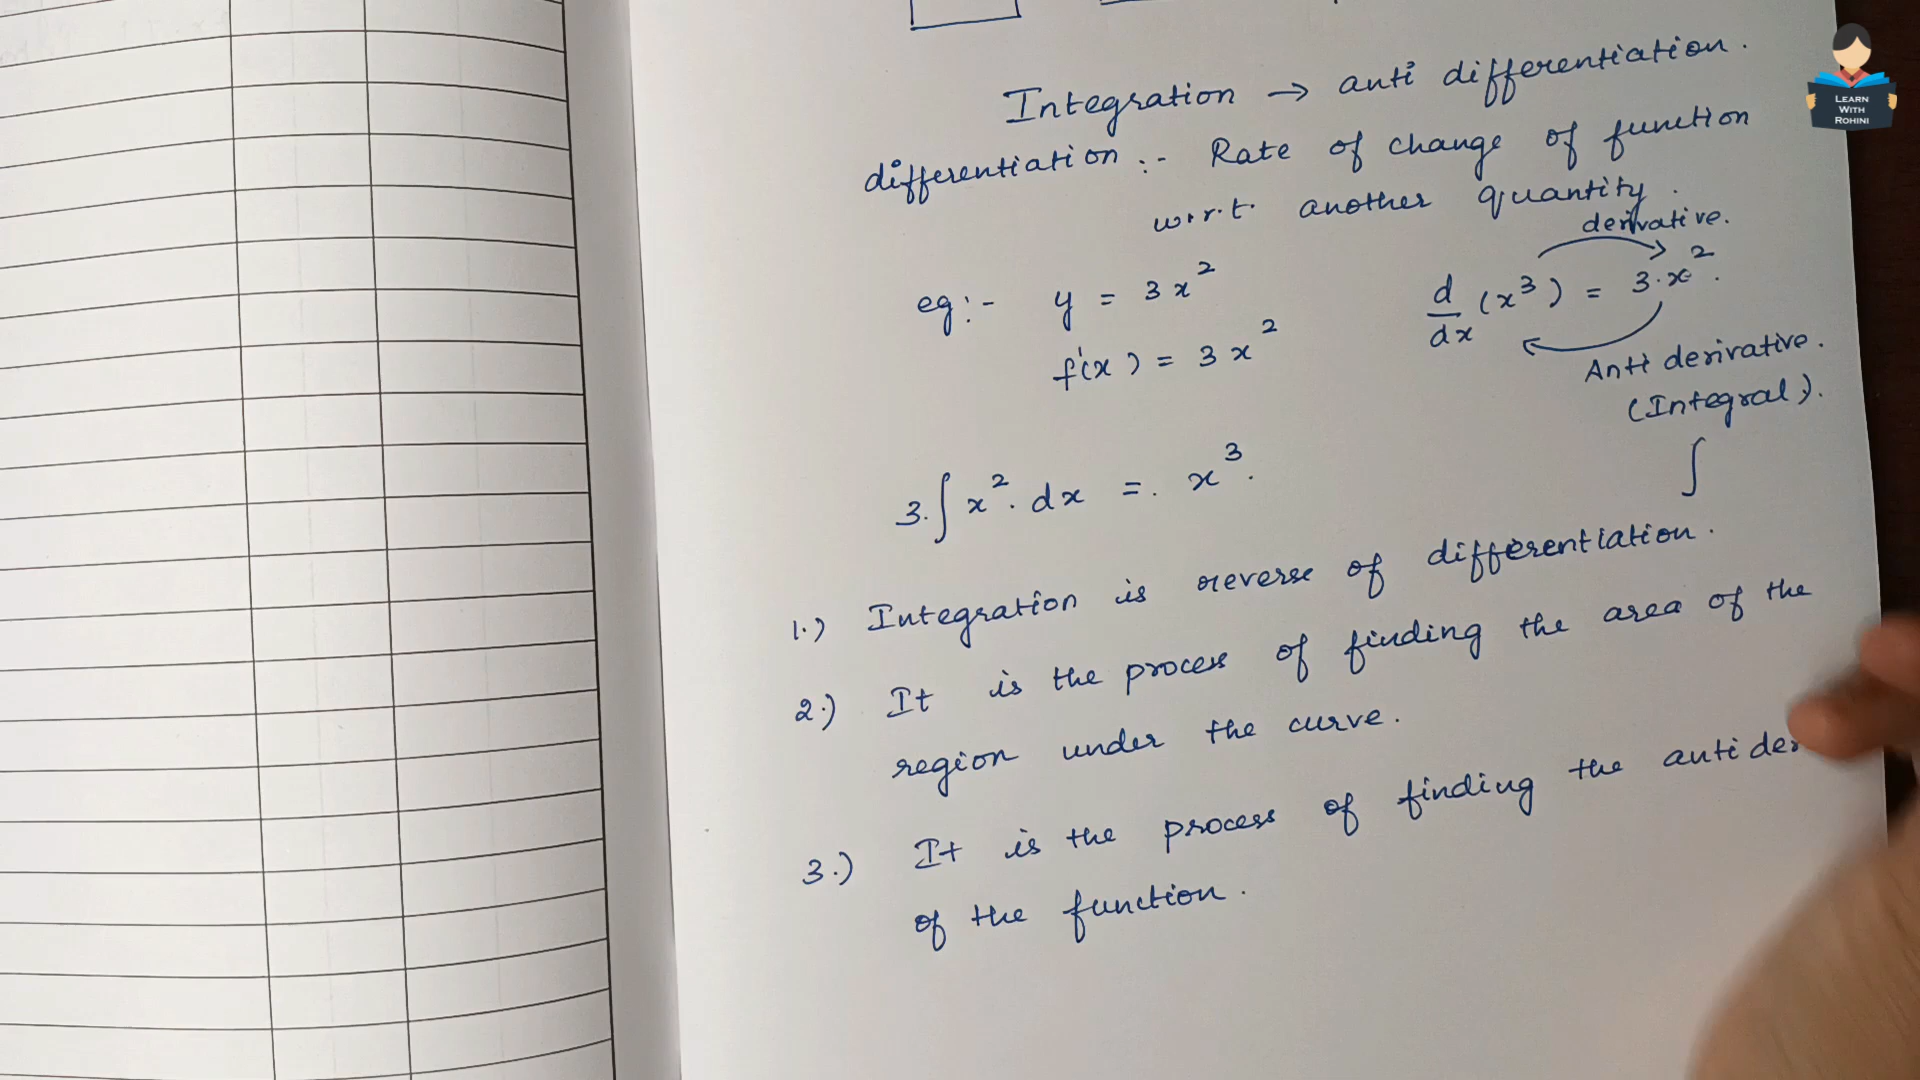 Integration → anti differentiation.
differentiation :- Rate of change of function
w.r.t. another quantity.
derivative.
eg:- y = 3x²
d/dx (x³) = 3.x².
f'(x) = 3x²
Anti derivative.
(Integral).
∫
3.∫x².dx =. x³.
1.) Integration is reverse of differentiation.
2.) It is the process of finding the area of the
region under the curve.
3.) It is the process of finding the anti der
of the function.
LEARN
WITH
ROHINI